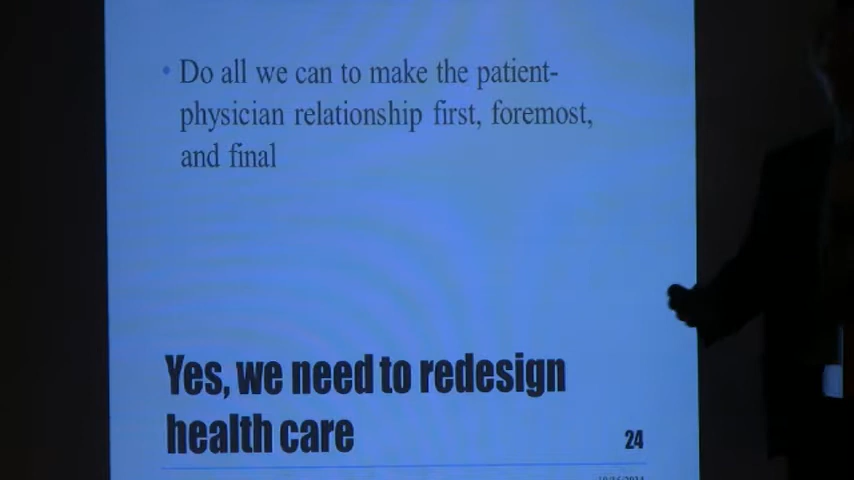 • Do all we can to make the patient-
physician relationship first, foremost,
and final
Yes, we need to redesign
health care
24